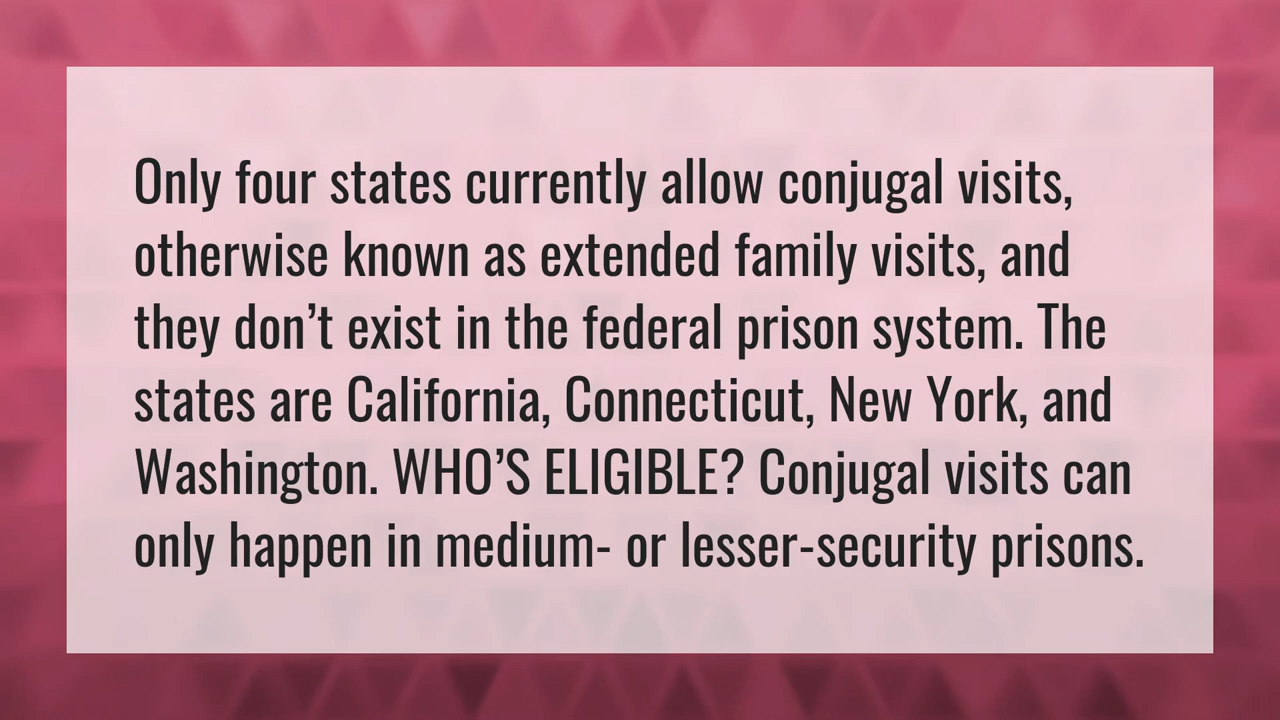 Only four states currently allow conjugal visits,
otherwise known as extended family visits, and
they don’t exist in the federal prison system. The
states are California, Connecticut, New York, and
Washington. WHO’S ELIGIBLE? Conjugal visits can
only happen in medium- or lesser-security prisons.